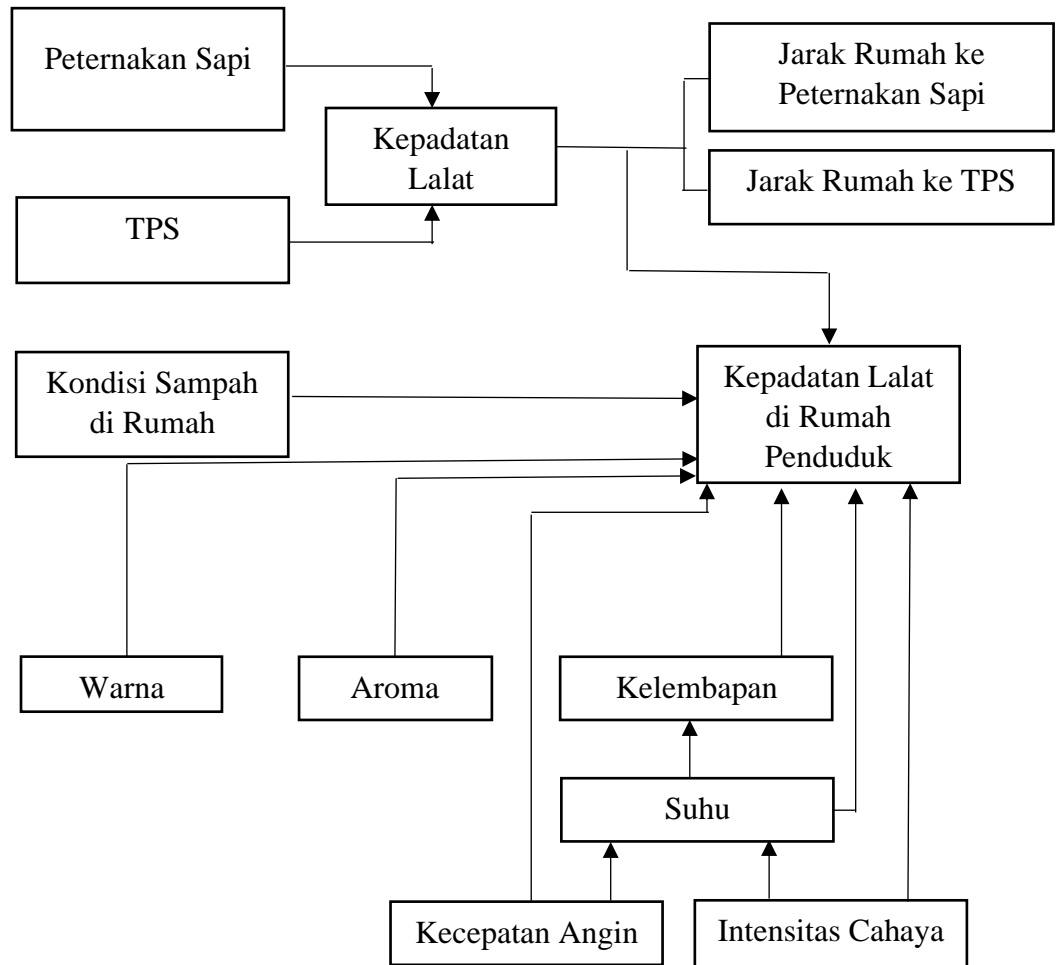 Peternakan Sapi
Jarak Rumah ke
Peternakan Sapi
Kepadatan
Lalat
Jarak Rumah ke TPS
TPS
Kondisi Sampah
di Rumah
Kepadatan Lalat
di Rumah
Penduduk
Warna
Aroma
Kelembapan
Suhu
Kecepatan Angin
Intensitas Cahaya